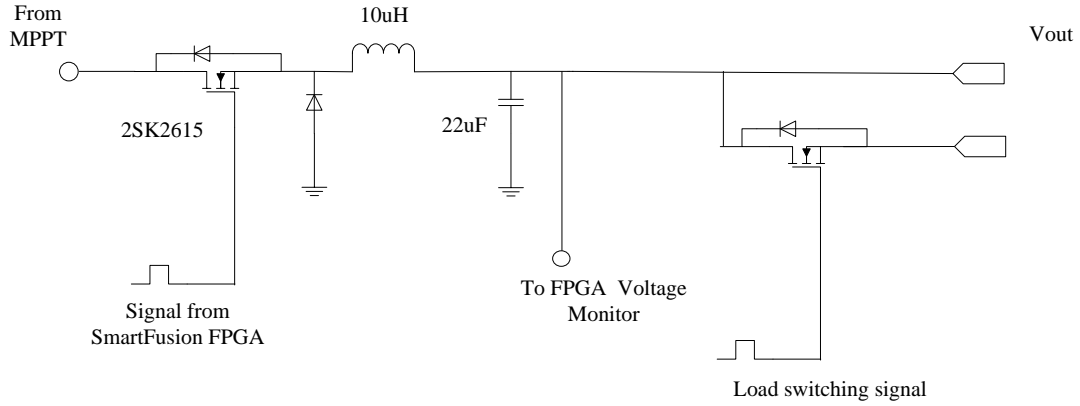 From
MPPT
10uH
Vout
2SK2615
22uF
To FPGA Voltage
Monitor
Signal from
SmartFusion FPGA
Load switching signal